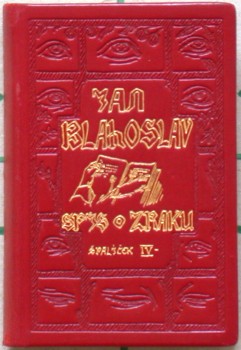 JAN
BLAHOSLAV
SPIS O ZRAKU
ŠPALÍČEK IV.